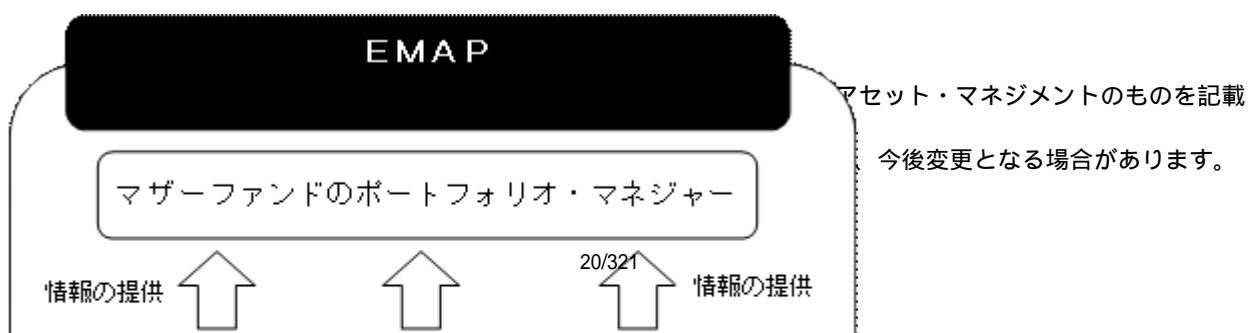 EMAP
アセット・マネジメントのものを記載
今後変更となる場合があります。
マザーファンドのポートフォリオ・マネジャー
20/321
情報の提供
情報の提供